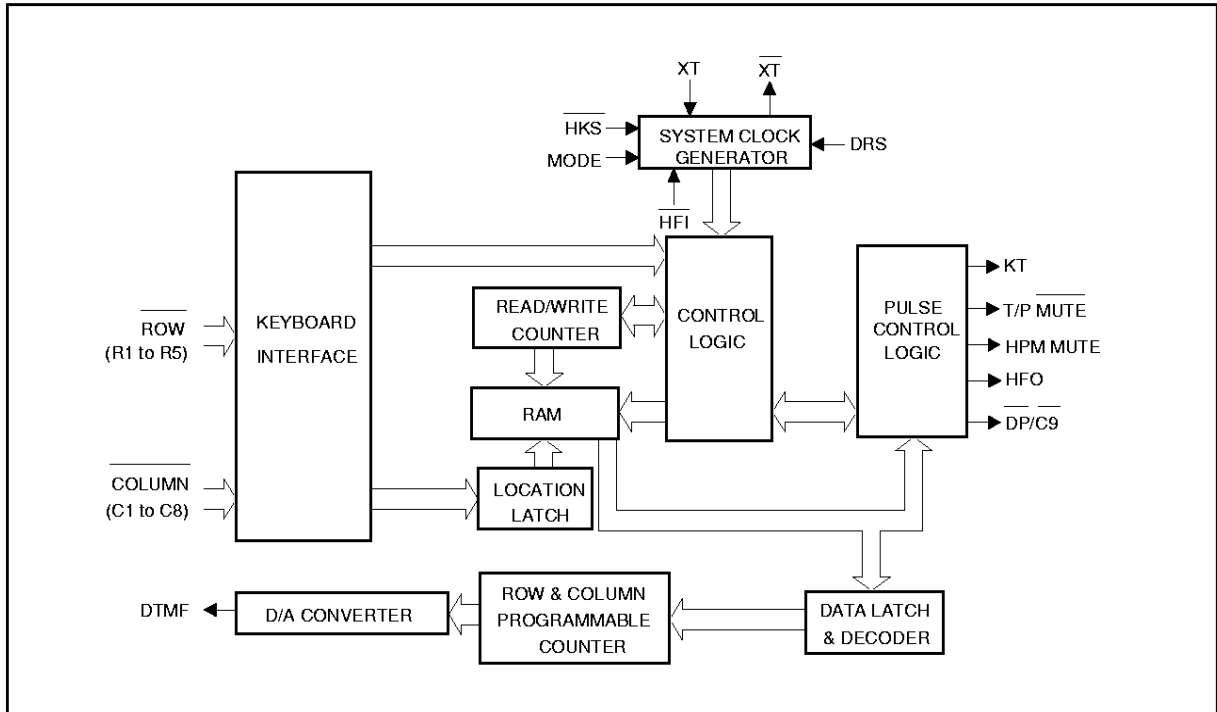 XT
XT
HKS
MODE
SYSTEM CLOCK
GENERATOR
DRS
HFI
ROW
(R1 to R5)
COLUMN
(C1 to C8)
KEYBOARD
INTERFACE
READ/WRITE
COUNTER
RAM
LOCATION
LATCH
CONTROL
LOGIC
PULSE
CONTROL
LOGIC
KT
T/P MUTE
HPM MUTE
HFO
DP/C9
DTMF
D/A CONVERTER
ROW & COLUMN
PROGRAMMABLE
COUNTER
DATA LATCH
& DECODER